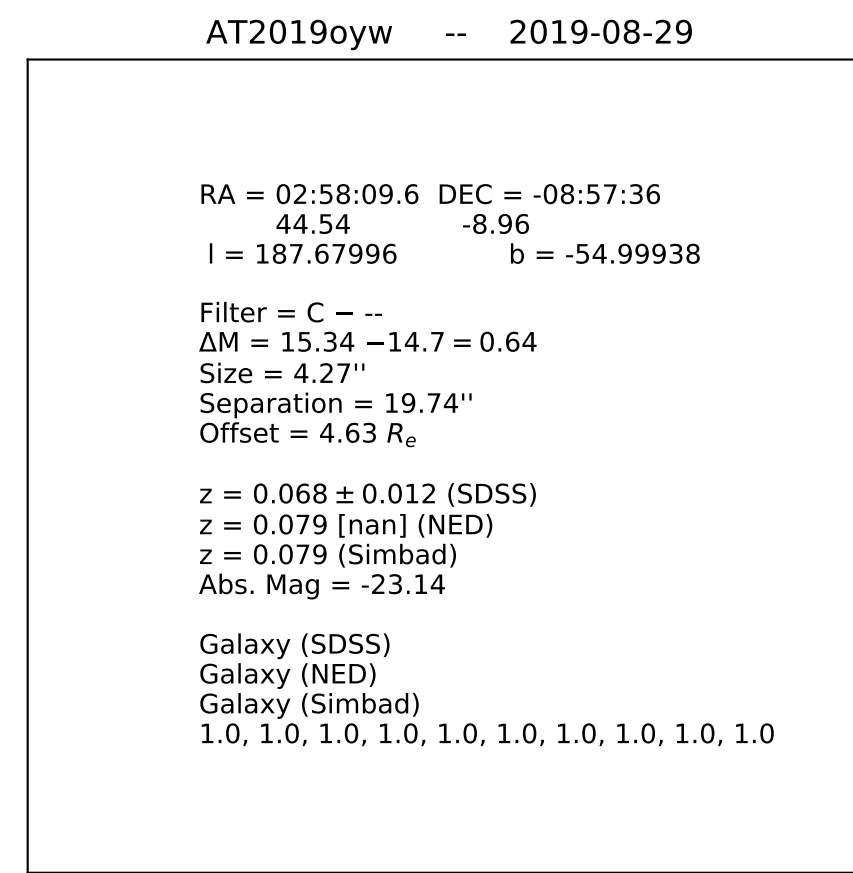 AT2019oyw -- 2019-08-29
RA = 02:58:09.6 DEC = -08:57:36
44.54 -8.96
l = 187.67996 b = -54.99938
Filter = C − --
ΔM = 15.34 −14.7 = 0.64
Size = 4.27''
Separation = 19.74''
Offset = 4.63 Rₑ
z = 0.068 ± 0.012 (SDSS)
z = 0.079 [nan] (NED)
z = 0.079 (Simbad)
Abs. Mag = -23.14
Galaxy (SDSS)
Galaxy (NED)
Galaxy (Simbad)
1.0, 1.0, 1.0, 1.0, 1.0, 1.0, 1.0, 1.0, 1.0, 1.0